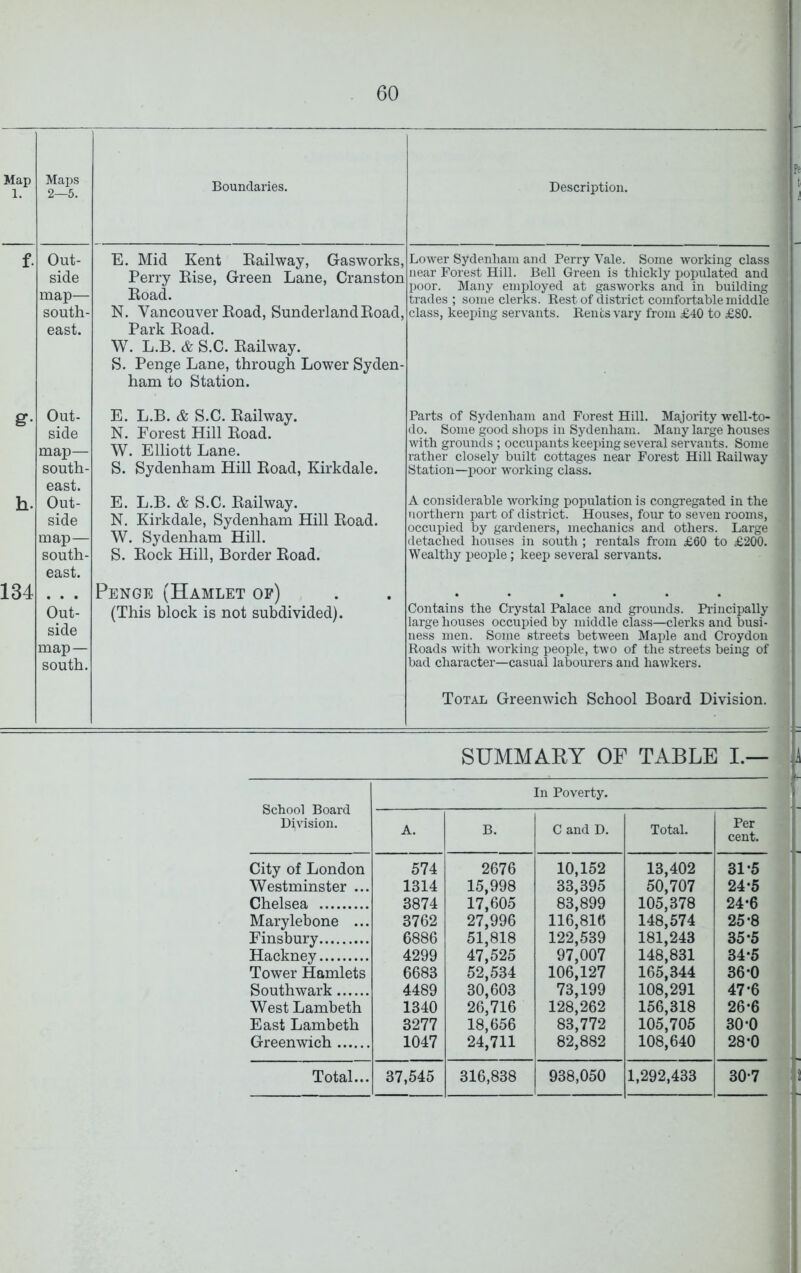 60
Map
1.
Maps
2—5.
Boundaries.
Description.
f.
Out-
side
map—
south-
east.
E. Mid Kent Railway, Gasworks,
Perry Rise, Green Lane, Cranston
Road.
N. Vancouver Road, Sunderland Road,
Park Road.
W. L.B. & S.C. Railway.
S. Penge Lane, through Lower Syden-
ham to Station.
Lower Sydenham and Perry Vale. Some working class
near Forest Hill. Bell Green is thickly populated and
poor. Many employed at gasworks and in building
trades ; some clerks. Rest of district comfortable middle
class, keeping servants. Rents vary from £40 to £80.
g.
Out-
side
map—
south-
east.
E. L.B. & S.C. Railway.
N. Forest Hill Road.
W. Elliott Lane.
S. Sydenham Hill Road, Kirkdale.
Parts of Sydenham and Forest Hill. Majority well-to-
do. Some good shops in Sydenham. Many large houses
with grounds ; occupants keeping several servants. Some
rather closely built cottages near Forest Hill Railway
Station—poor working class.
h.
Out-
side
map—
south-
east.
E. L.B. & S.C. Railway.
N. Kirkdale, Sydenham Hill Road.
W. Sydenham Hill.
S. Rock Hill, Border Road.
A considerable working population is congregated in the
northern part of district. Houses, four to seven rooms,
occupied by gardeners, mechanics and others. Large
detached houses in south ; rentals from £60 to £200.
Wealthy people ; keep several servants.
134
. . .
Out-
side
map—
south.
PENGE (HAMLET OF) . .
(This block is not subdivided).
. . . . . .
Contains the Crystal Palace and grounds. Principally
large houses occupied by middle class—clerks and busi-
ness men. Some streets between Maple and Croydon
Roads with working people, two of the streets being of
bad character—casual labourers and hawkers.
TOTAL Greenwich School Board Division.
SUMMARY OF TABLE I.—
School Board
Division.
In Poverty.
A. B. C and D. Total. Per cent.
City of London 574 2676 10,152 13,402 31·5
Westminster ... 1314 15,998 33,395 50,707 24·5
Chelsea ......... 3874 17,605 83,899 105,378 24·6
Marylebone ... 3762 27,996 116,816 148,574 25·8
Finsbury......... 6886 51,818 122,539 181,243 35·5
Hackney......... 4299 47,525 97,007 148,831 34·5
Tower Hamlets 6683 52,534 106,127 165,344 36·0
Southwark ...... 4489 30,603 73,199 108,291 47·6
West Lambeth 1340 26,716 128,262 156,318 26·6
East Lambeth 3277 18,656 83,772 105,705 30·0
Greenwich ...... 1047 24,711 82,882 108,640 28·0
Total... 37,545 316,838 938,050 1,292,433 30·7